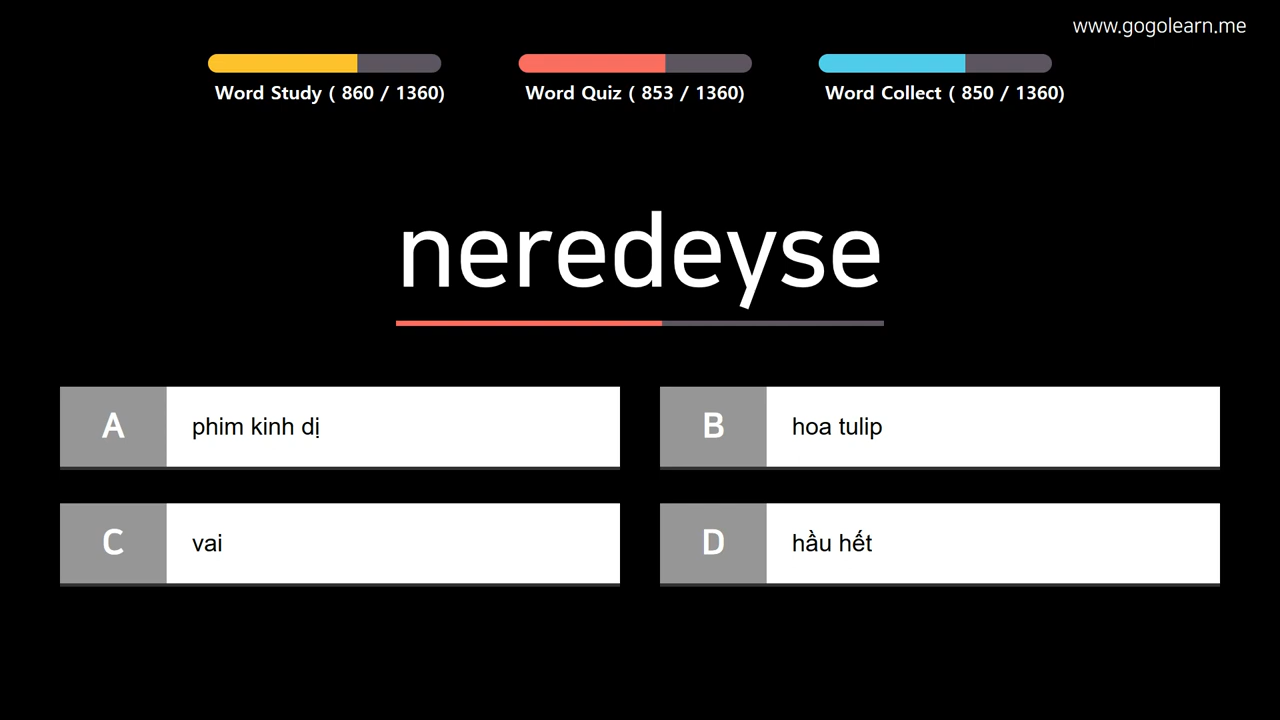 www.gogolearn.me
Word Study ( 860 / 1360)
Word Quiz ( 853 / 1360)
Word Collect ( 850 / 1360)
neredeyse
A
phim kinh dị
B
hoa tulip
C
vai
D
hầu hết